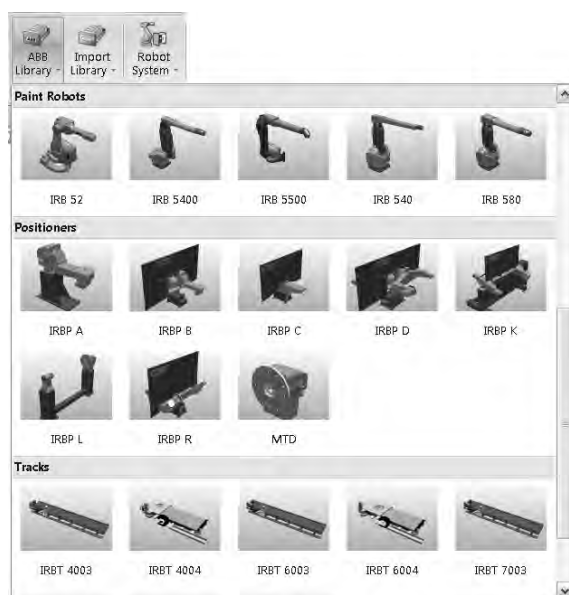 ABB Import Robot
Library Library System
Paint Robots
IRB 52 IRB 5400 IRB 5500 IRB 540 IRB 580
Positioners
IRBP A IRBP B IRBP C IRBP D IRBP K
IRBP L IRBP R MTD
Tracks
IRBT 4003 IRBT 4004 IRBT 6003 IRBT 6004 IRBT 7003